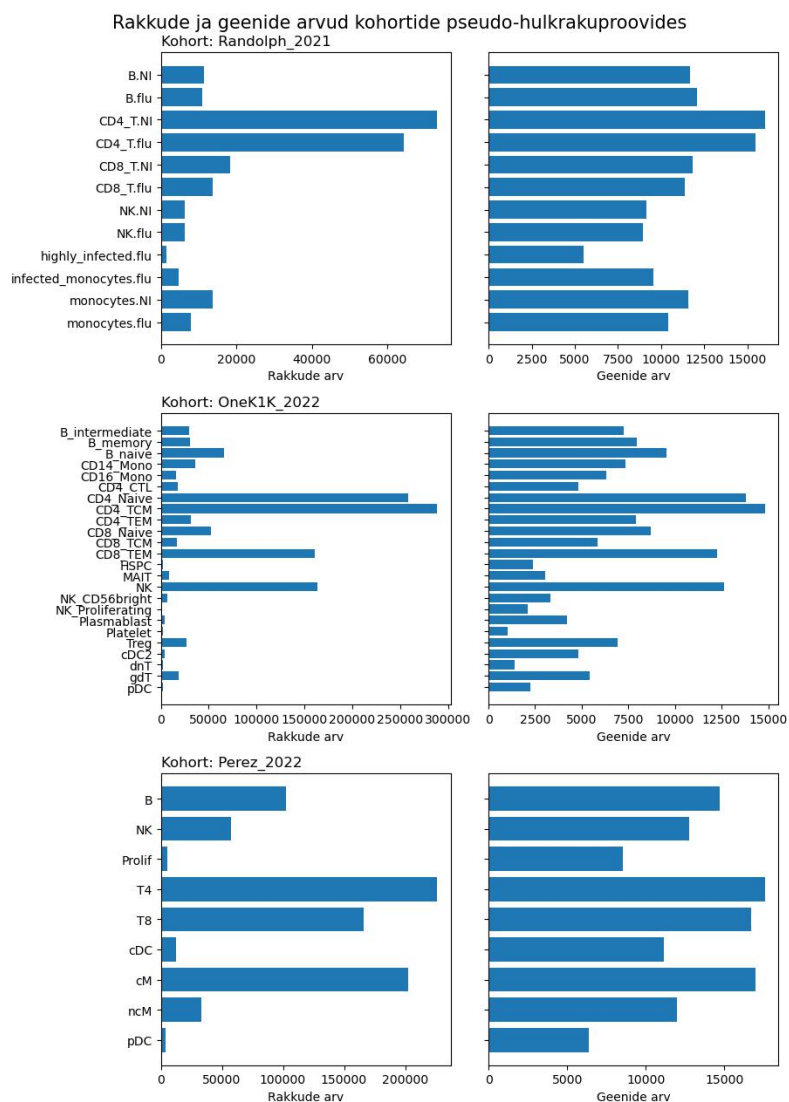 Rakkude ja geenide arvud kohortide pseudo-hulkrakuproovides
Kohort: Randolph_2021
B.NI
B.flu
CD4_T.NI
CD4_T.flu
CD8_T.NI
CD8_T.flu
NK.NI
NK.flu
highly_infected.flu
infected_monocytes.flu
monocytes.NI
monocytes.flu
0 20000 40000 60000
Rakkude arv
0 2500 5000 7500 10000 12500 15000
Geenide arv
Kohort: OneK1K_2022
B_intermediate
B_memory
B_naive
CD14_Mono
CD16_Mono
CD4_CTL
CD4_Naive
CD4_TCM
CD4_TEM
CD8_Naive
CD8_TCM
CD8_TEM
HSPC
MAIT
NK
NK_CD56bright
NK_Proliferating
Plasmablast
Platelet
Treg
cDC2
dnT
gdT
pDC
0 50000 100000 150000 200000 250000 300000
Rakkude arv
0 2500 5000 7500 10000 12500 15000
Geenide arv
Kohort: Perez_2022
B
NK
Prolif
T4
T8
cDC
cM
ncM
pDC
0 50000 100000 150000 200000
Rakkude arv
0 5000 10000 15000
Geenide arv